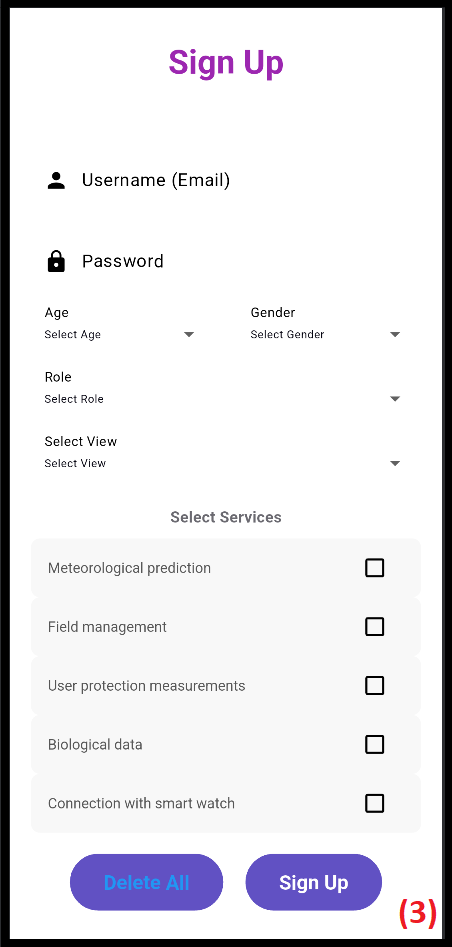 Sign Up
Username (Email)
Password
Age Gender
Select Age Select Gender
Role
Select Role
Select View
Select View
Select Services
Meteorological prediction
Field management
User protection measurements
Biological data
Connection with smart watch
Delete All Sign Up
(3)